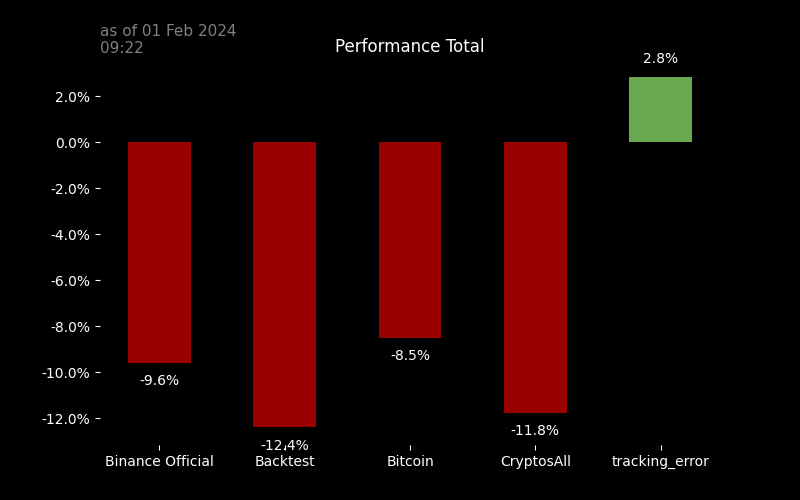 as of 01 Feb 2024
09:22
Performance Total
2.8%
2.0%
0.0%
-2.0%
-4.0%
-6.0%
-8.0%
-10.0%
-12.0%
-9.6%
-12.4%
-8.5%
-11.8%
Binance Official
Backtest
Bitcoin
CryptosAll
tracking_error